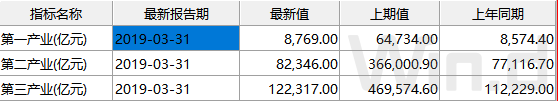 指标名称 最新报告期 最新值 上期值 上年同期
第一产业(亿元) 2019-03-31 8,769.00 64,734.00 8,574.40
第二产业(亿元) 2019-03-31 82,346.00 366,000.90 77,116.70
第三产业(亿元) 2019-03-31 122,317.00 469,574.60 112,229.00